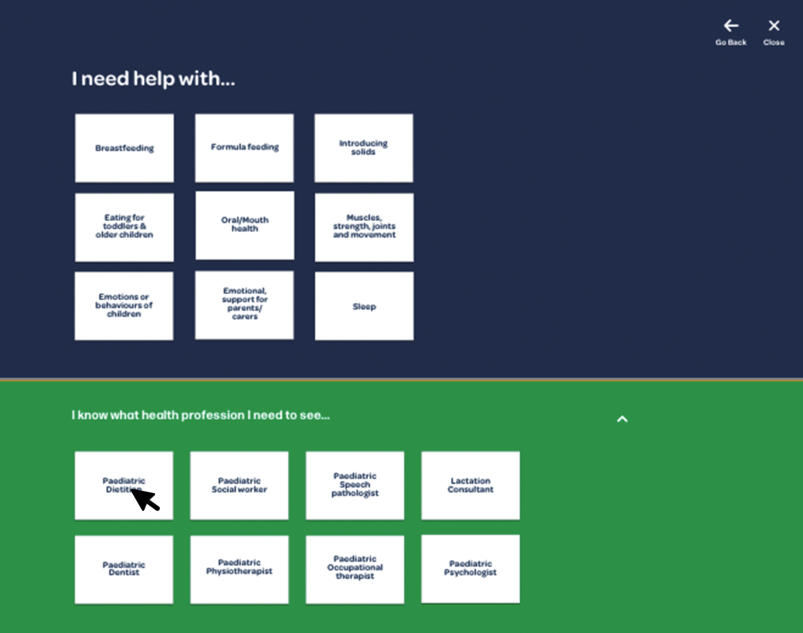 Go Back
Close
I need help with...
Breastfeeding
Formula feeding
Introducing
solids
Eating for
toddlers &
older children
Oral/Mouth
health
Muscles,
strength, joints
and movement
Emotions or
behaviours of
children
Emotional,
support for
parents/
carers
Sleep
I know what health profession I need to see...
Paediatric
Paediatric
Social worker
Paediatric
Speech
pathologist
Lactation
Consultant
Paediatric
Dentist
Paediatric
Physiotherapist
Paediatric
Occupational
therapist
Paediatric
Psychologist